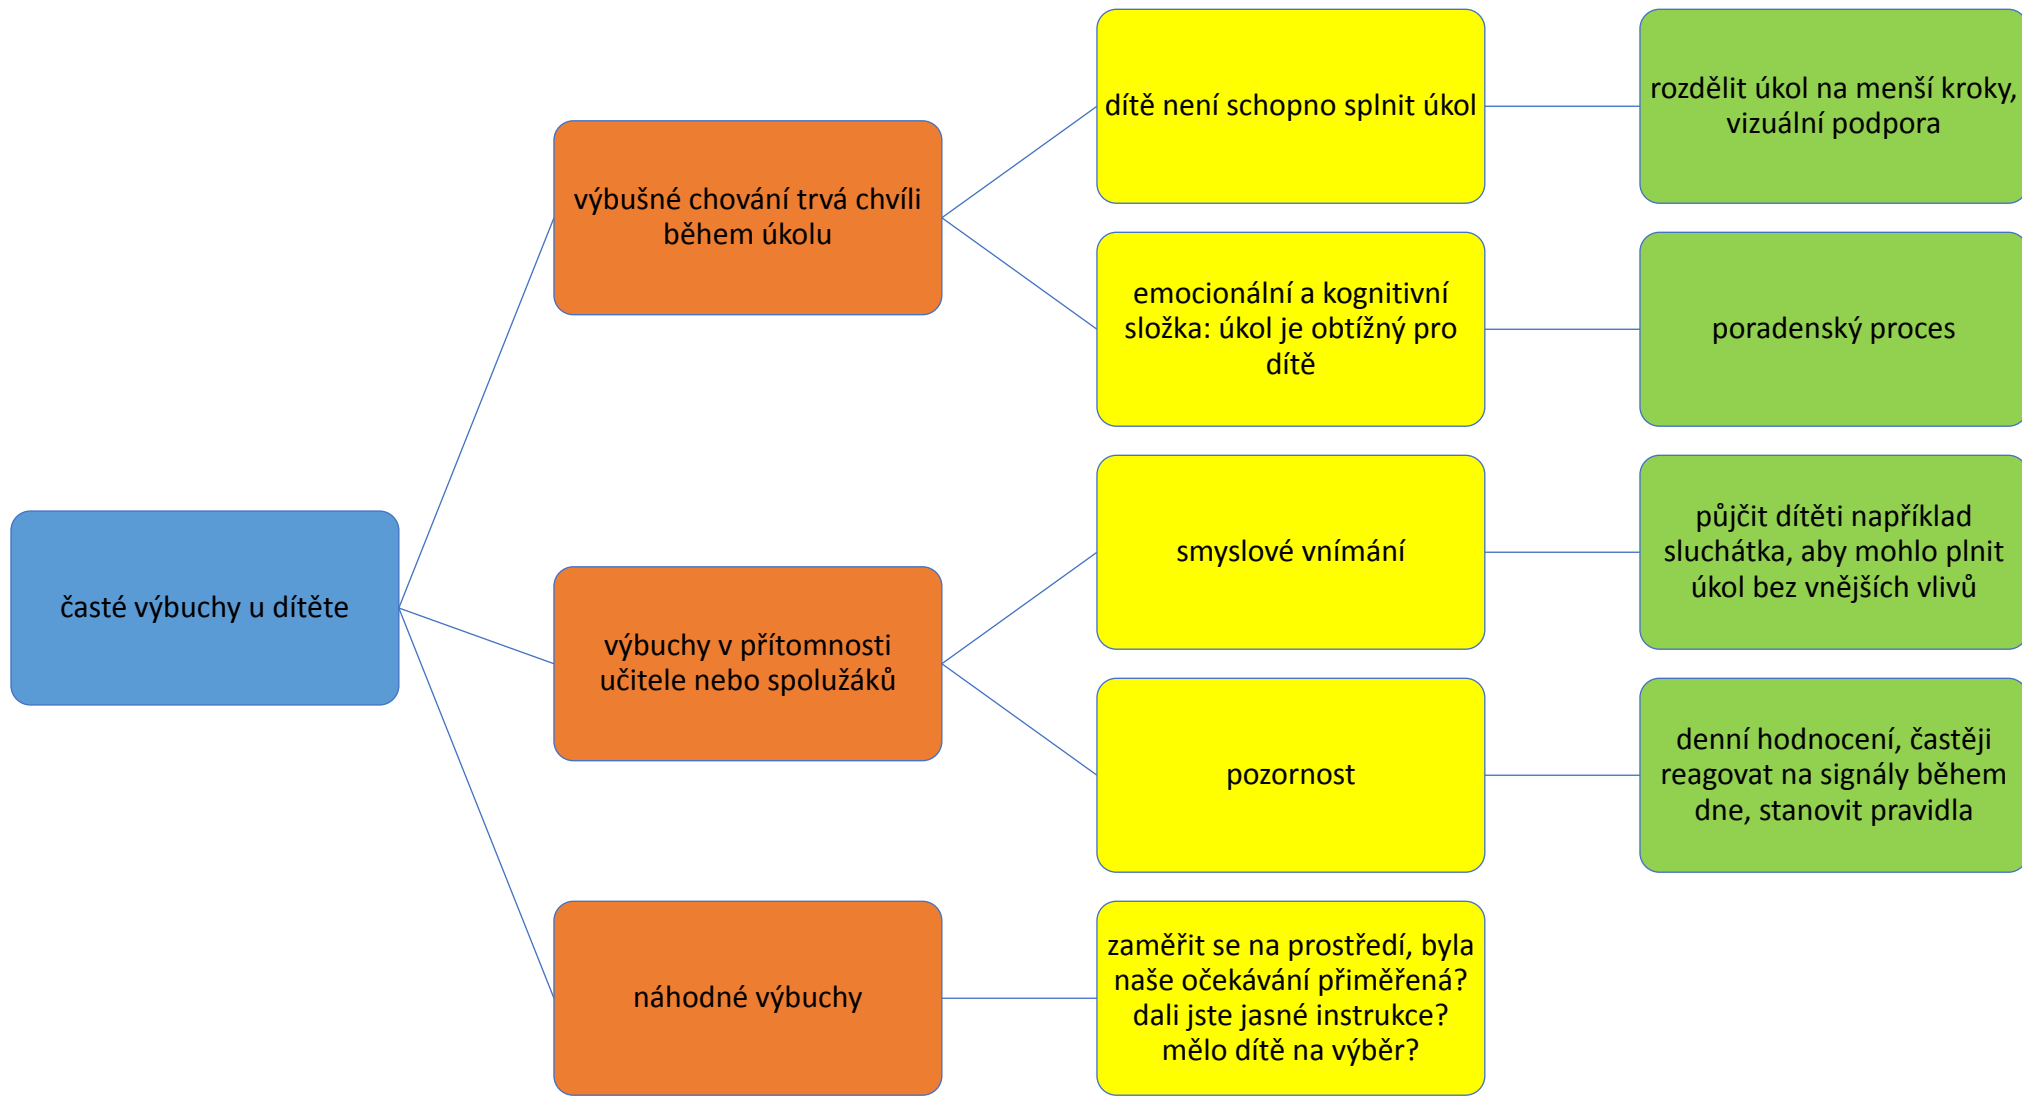 časté výbuchy u dítěte
výbušné chování trvá chvíli
během úkolu
dítě není schopno splnit úkol
rozdělit úkol na menší kroky,
vizuální podpora
emocionální a kognitivní
složka: úkol je obtížný pro
dítě
poradenský proces
výbuchy v přítomnosti
učitele nebo spolužáků
smyslové vnímání
půjčit dítěti například
sluchátka, aby mohlo plnit
úkol bez vnějších vlivů
pozornost
denní hodnocení, častěji
reagovat na signály během
dne, stanovit pravidla
náhodné výbuchy
zaměřit se na prostředí, byla
naše očekávání přiměřená?
dali jste jasné instrukce?
mělo dítě na výběr?